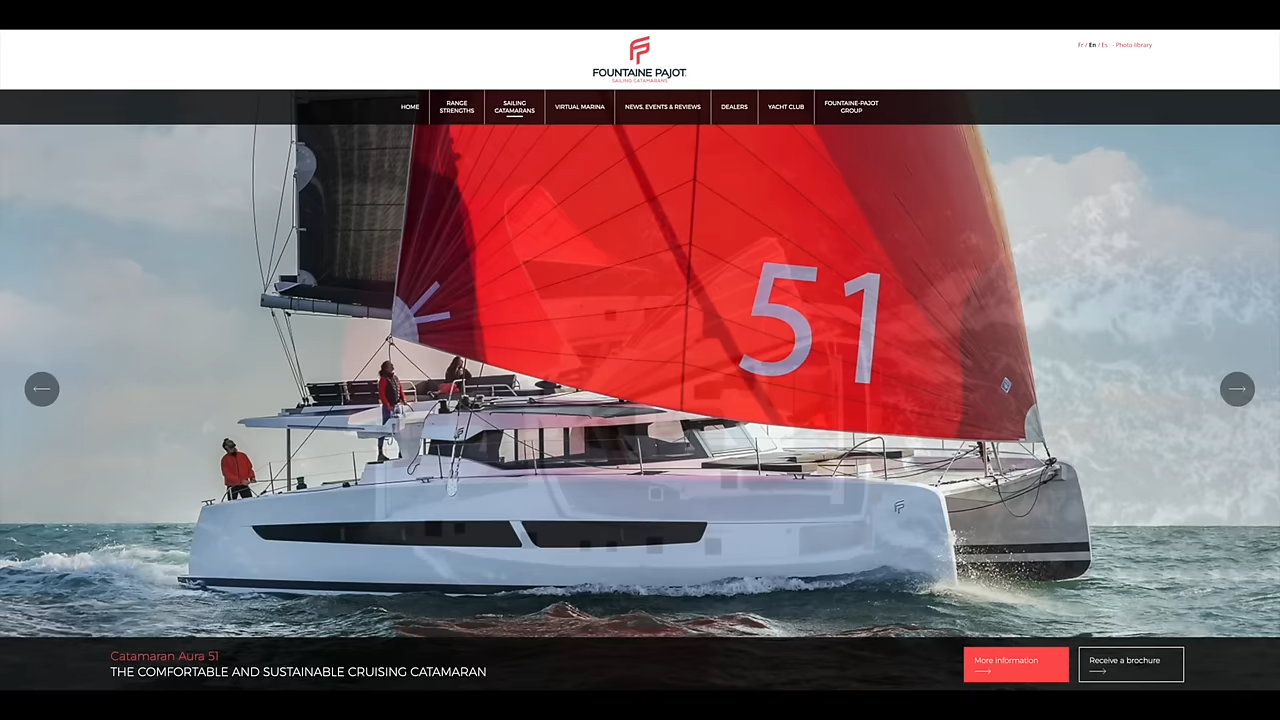 Fr / En / Es - Photo library
FOUNTAINE PAJOT
SAILING CATAMARANS
HOME
RANGE
STRENGTHS
SAILING
CATAMARANS
VIRTUAL MARINA
NEWS, EVENTS & REVIEWS
DEALERS
YACHT CLUB
FOUNTAINE-PAJOT
GROUP
51
Catamaran Aura 51
THE COMFORTABLE AND SUSTAINABLE CRUISING CATAMARAN
More information
Receive a brochure